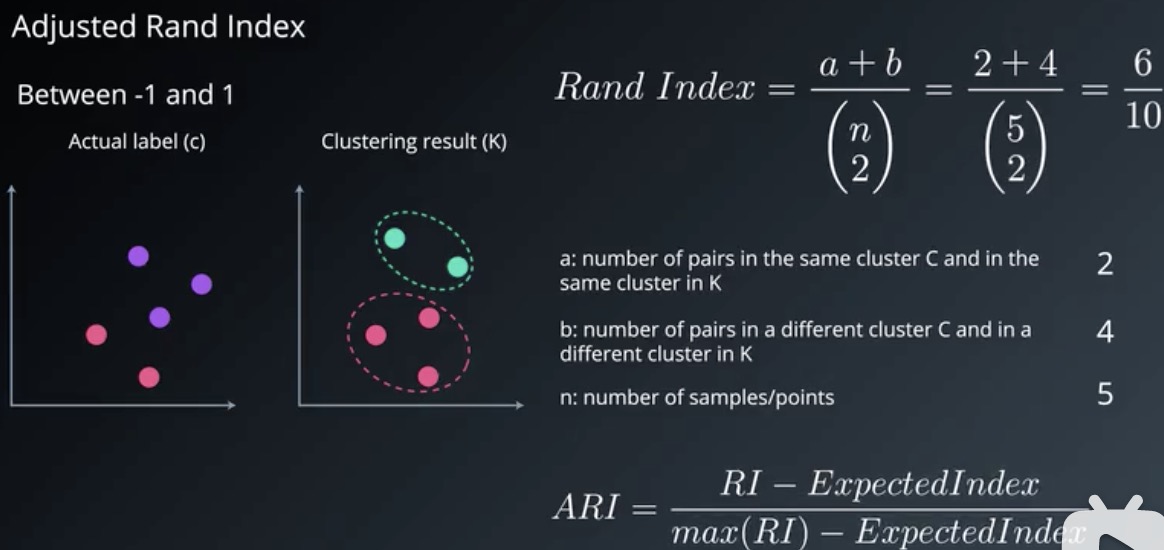 Adjusted Rand Index
Between -1 and 1
Actual label (c)
Clustering result (K)
Rand Index = \frac{a + b}{\binom{n}{2}} = \frac{2 + 4}{\binom{5}{2}} = \frac{6}{10}
a: number of pairs in the same cluster C and in the 2
same cluster in K
b: number of pairs in a different cluster C and in a 4
different cluster in K
n: number of samples/points 5
ARI = \frac{RI - ExpectedIndex}{max(RI) - ExpectedIndex}